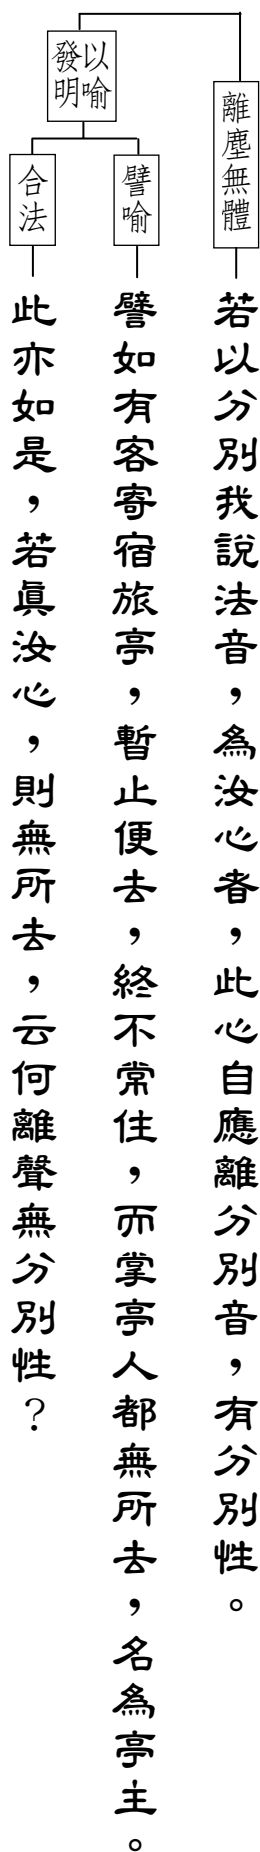 離塵無體
若以分別我說法音，為汝心者，此心自應離分別音，有分別性。
以喻發明
譬喻
譬如有客寄宿旅亭，暫止便去，終不常住，而掌亭人都無所去，名為亭主。
合法
此亦如是，若真汝心，則無所去，云何離聲無分別性？